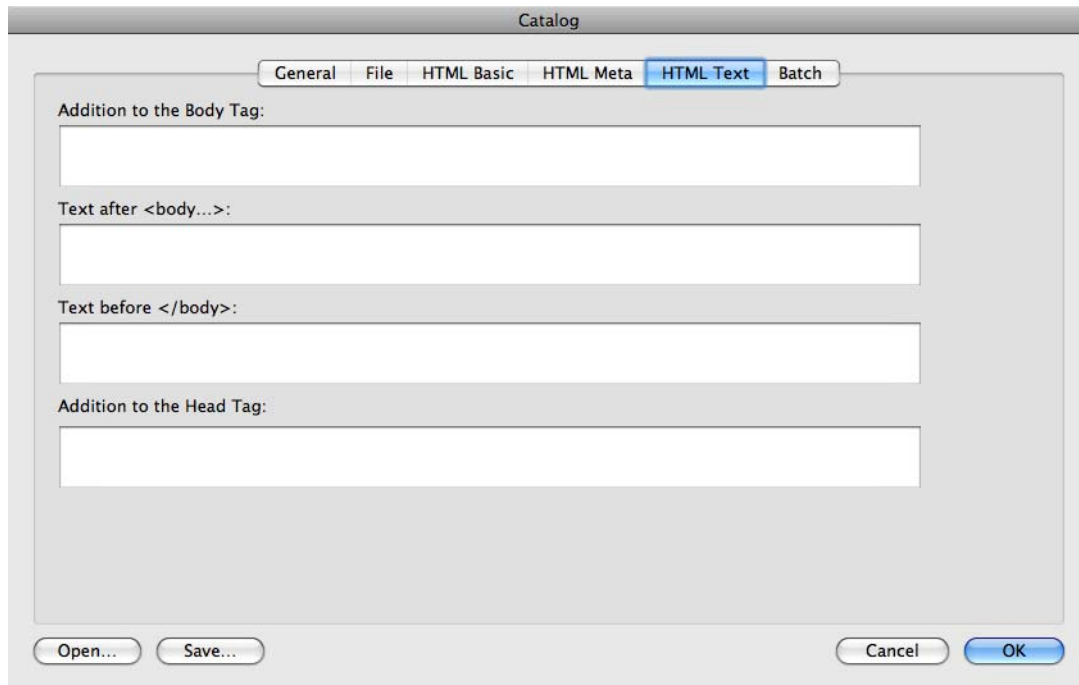 Catalog
General File HTML Basic HTML Meta HTML Text Batch
Addition to the Body Tag:
Text after <body...>:
Text before </body>:
Addition to the Head Tag:
Open... Save... Cancel OK